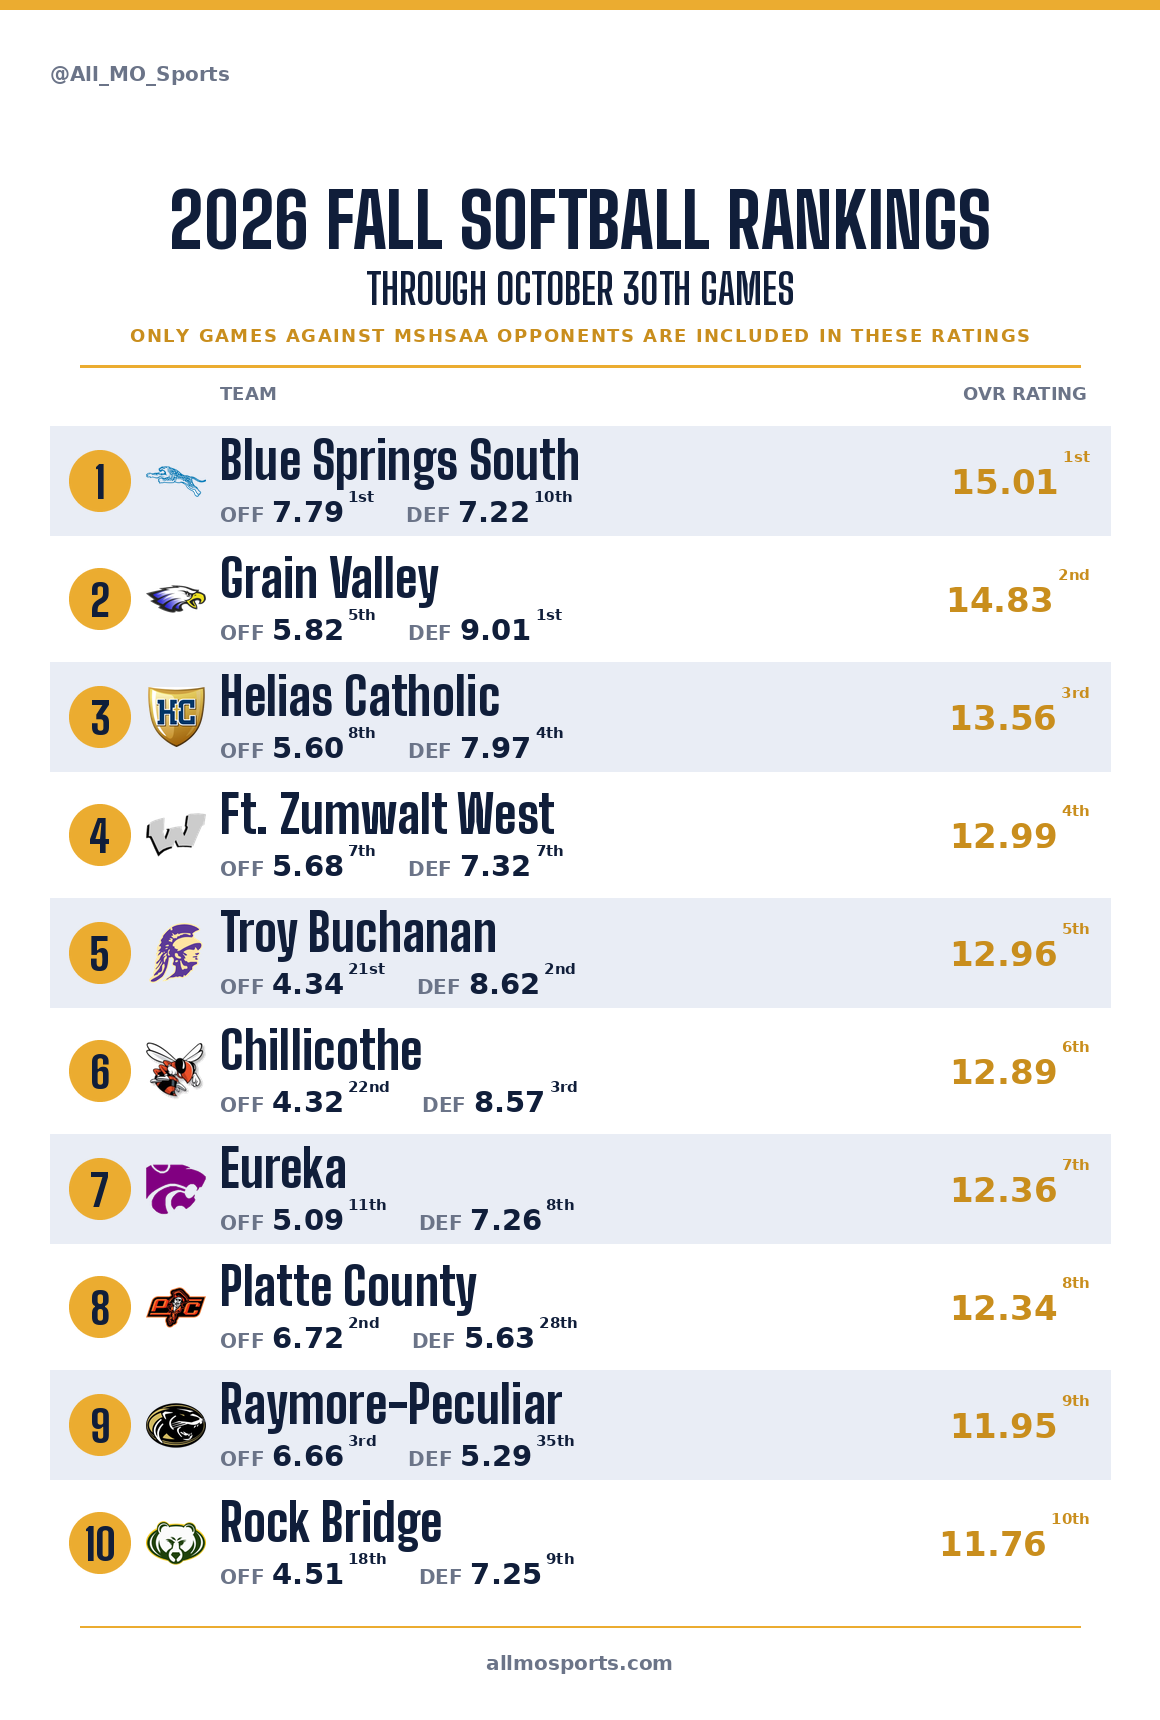 @All_MO_Sports
2026 FALL SOFTBALL RANKINGS
THROUGH OCTOBER 30TH GAMES
ONLY GAMES AGAINST MSHSAA OPPONENTS ARE INCLUDED IN THESE RATINGS
TEAM OVR RATING
1 Blue Springs South 15.01 1st
OFF 7.79 1st DEF 7.22 10th
2 Grain Valley 14.83 2nd
OFF 5.82 5th DEF 9.01 1st
3 HC Helias Catholic 13.56 3rd
OFF 5.60 8th DEF 7.97 4th
4 W Ft. Zumwalt West 12.99 4th
OFF 5.68 7th DEF 7.32 7th
5 Troy Buchanan 12.96 5th
OFF 4.34 21st DEF 8.62 2nd
6 Chillicothe 12.89 6th
OFF 4.32 22nd DEF 8.57 3rd
7 Eureka 12.36 7th
OFF 5.09 11th DEF 7.26 8th
8 PC Platte County 12.34 8th
OFF 6.72 2nd DEF 5.63 28th
9 Raymore-Peculiar 11.95 9th
OFF 6.66 3rd DEF 5.29 35th
10 Rock Bridge 11.76 10th
OFF 4.51 18th DEF 7.25 9th
allmosports.com